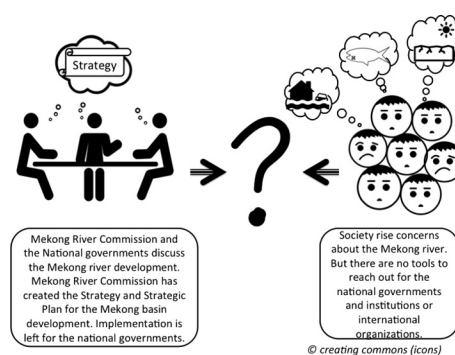 Strategy
Mekong River Commission and
the National governments discuss
the Mekong river development.
Mekong River Commission has
created the Strategy and Strategic
Plan for the Mekong basin
development. Implementation is
left for the national governments.
?
Society rise concerns
about the Mekong river.
But there are no tools to
reach out for the
national governments
and institutions or
international
organizations.
© creating commons (icons)